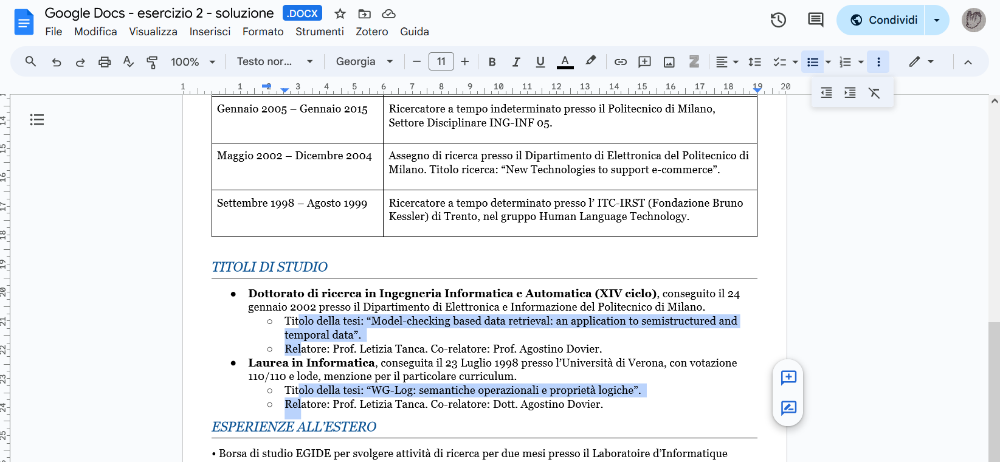 Google Docs - esercizio 2 - soluzione .DOCX
File Modifica Visualizza Inserisci Formato Strumenti Zotero Guida
Condividi
100% Testo nor... Georgia 11 B I U A
1 1 2 3 4 5 6 7 8 9 10 11 12 13 14 15 16 17 18 19 20
Gennaio 2005 – Gennaio 2015 Ricercatore a tempo indeterminato presso il Politecnico di Milano,
Settore Disciplinare ING-INF 05.
Maggio 2002 – Dicembre 2004 Assegno di ricerca presso il Dipartimento di Elettronica del Politecnico di
Milano. Titolo ricerca: “New Technologies to support e-commerce”.
Settembre 1998 – Agosto 1999 Ricercatore a tempo determinato presso l’ ITC-IRST (Fondazione Bruno
Kessler) di Trento, nel gruppo Human Language Technology.
TITOLI DI STUDIO
● Dottorato di ricerca in Ingegneria Informatica e Automatica (XIV ciclo), conseguito il 24
gennaio 2002 presso il Dipartimento di Elettronica e Informazione del Politecnico di Milano.
○ Titolo della tesi: “Model-checking based data retrieval: an application to semistructured and
temporal data”.
○ Relatore: Prof. Letizia Tanca. Co-relatore: Prof. Agostino Dovier.
● Laurea in Informatica, conseguita il 23 Luglio 1998 presso l’Università di Verona, con votazione
110/110 e lode, menzione per il particolare curriculum.
○ Titolo della tesi: “WG-Log: semantiche operazionali e proprietà logiche”.
○ Relatore: Prof. Letizia Tanca. Co-relatore: Dott. Agostino Dovier.
ESPERIENZE ALL’ESTERO
• Borsa di studio EGIDE per svolgere attività di ricerca per due mesi presso il Laboratoire d’Informatique
14
15
16
17
18
19
20
21
22
23
24
25